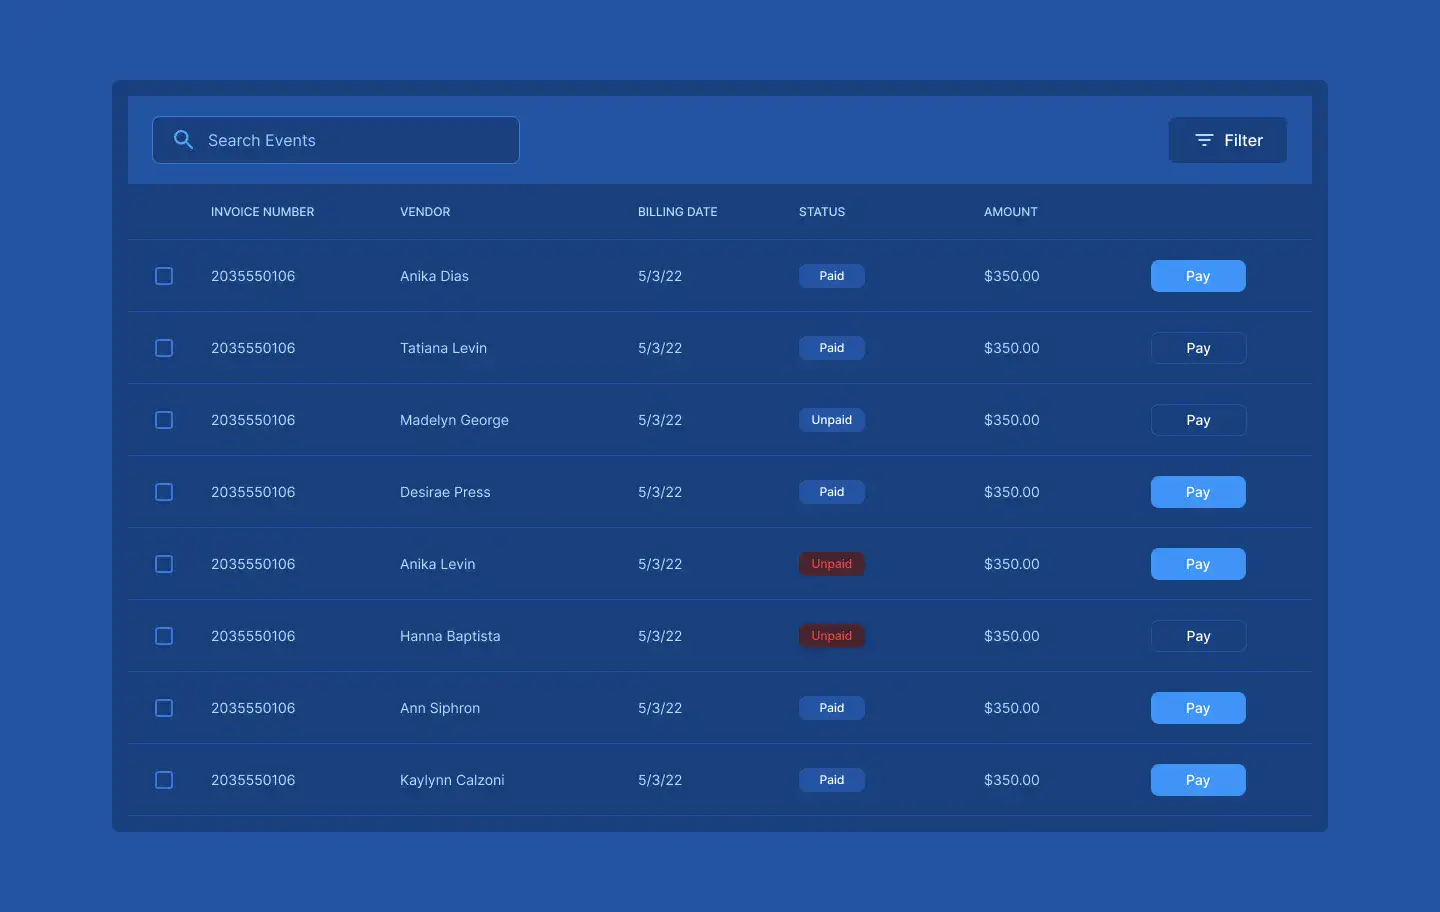 Search Events
Filter
INVOICE NUMBER VENDOR BILLING DATE STATUS AMOUNT
2035550106 Anika Dias 5/3/22 Paid $350.00 Pay
2035550106 Tatiana Levin 5/3/22 Paid $350.00 Pay
2035550106 Madelyn George 5/3/22 Unpaid $350.00 Pay
2035550106 Desirae Press 5/3/22 Paid $350.00 Pay
2035550106 Anika Levin 5/3/22 Unpaid $350.00 Pay
2035550106 Hanna Baptista 5/3/22 Unpaid $350.00 Pay
2035550106 Ann Siphron 5/3/22 Paid $350.00 Pay
2035550106 Kaylynn Calzoni 5/3/22 Paid $350.00 Pay